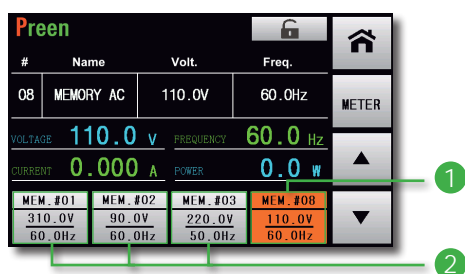 Preen
# Name Volt. Freq.
08 MEMORY AC 110.0V 60.0Hz
METER
VOLTAGE 110.0 V FREQUENCY 60.0 Hz
CURRENT 0.000 A POWER 0.0 W
1
MEM.#01 MEM.#02 MEM.#03 MEM.#08
310.0V 90.0V 220.0V 110.0V
60.0Hz 60.0Hz 50.0Hz 60.0Hz
2